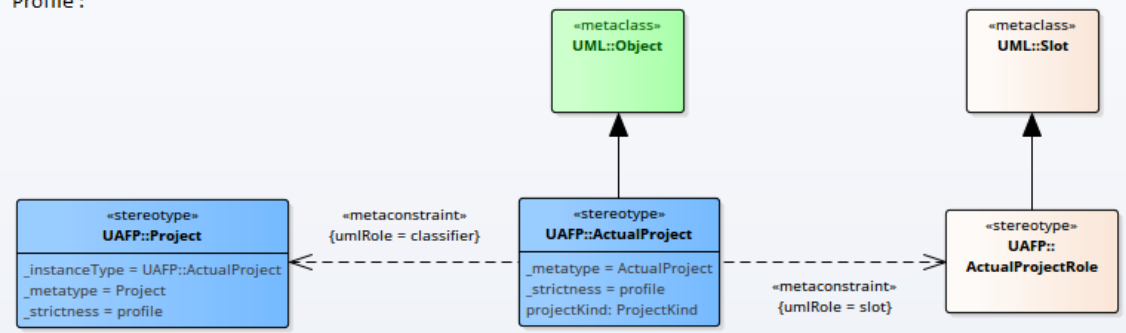 Profile:
«metaclass»
UML::Object
«metaclass»
UML::Slot
«stereotype»
UAFP::Project
_instanceType = UAFP::ActualProject
_metatype = Project
_strictness = profile
«metaconstraint»
{umlRole = classifier}
«stereotype»
UAFP::ActualProject
_metatype = ActualProject
_strictness = profile
projectKind: ProjectKind
«metaconstraint»
{umlRole = slot}
«stereotype»
UAFP::
ActualProjectRole